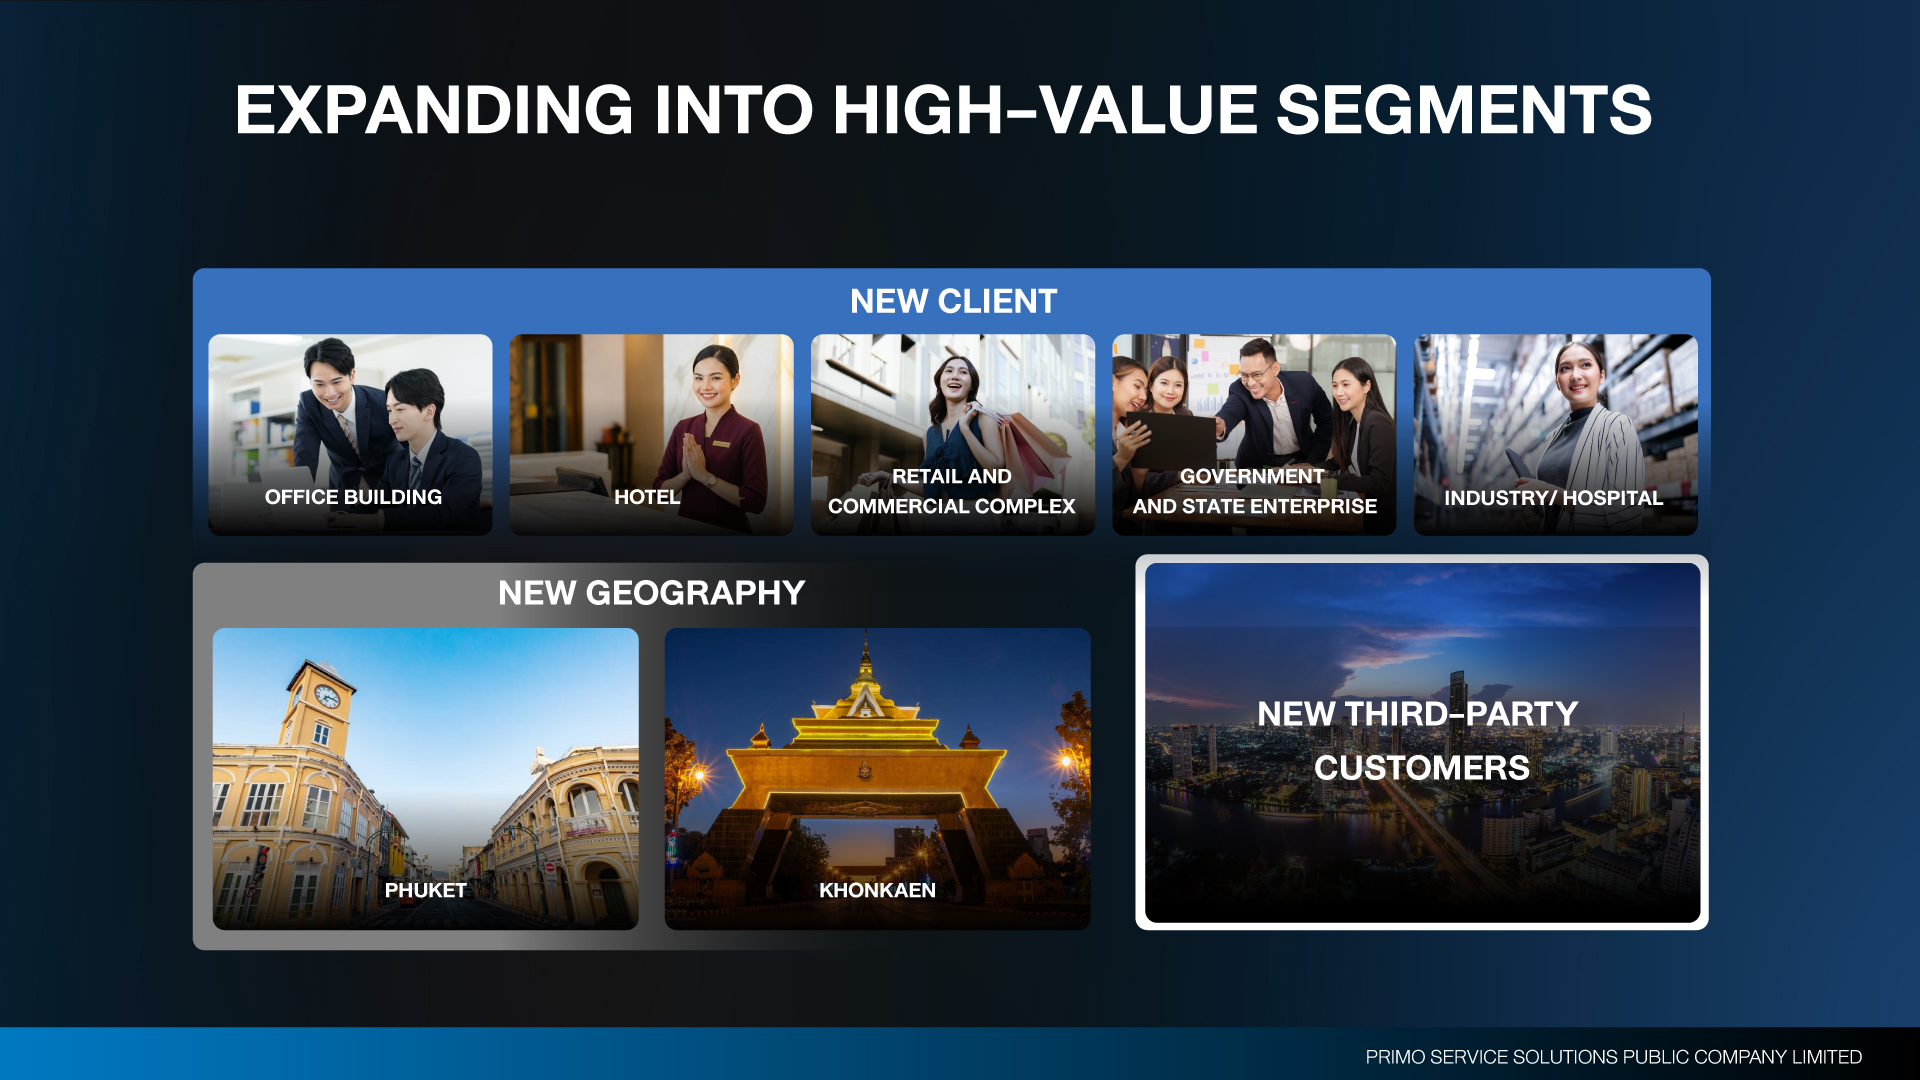 EXPANDING INTO HIGH–VALUE SEGMENTS
NEW CLIENT
OFFICE BUILDING
HOTEL
RETAIL AND
COMMERCIAL COMPLEX
GOVERNMENT
AND STATE ENTERPRISE
INDUSTRY/ HOSPITAL
NEW GEOGRAPHY
PHUKET
KHONKAEN
NEW THIRD–PARTY
CUSTOMERS
PRIMO SERVICE SOLUTIONS PUBLIC COMPANY LIMITED